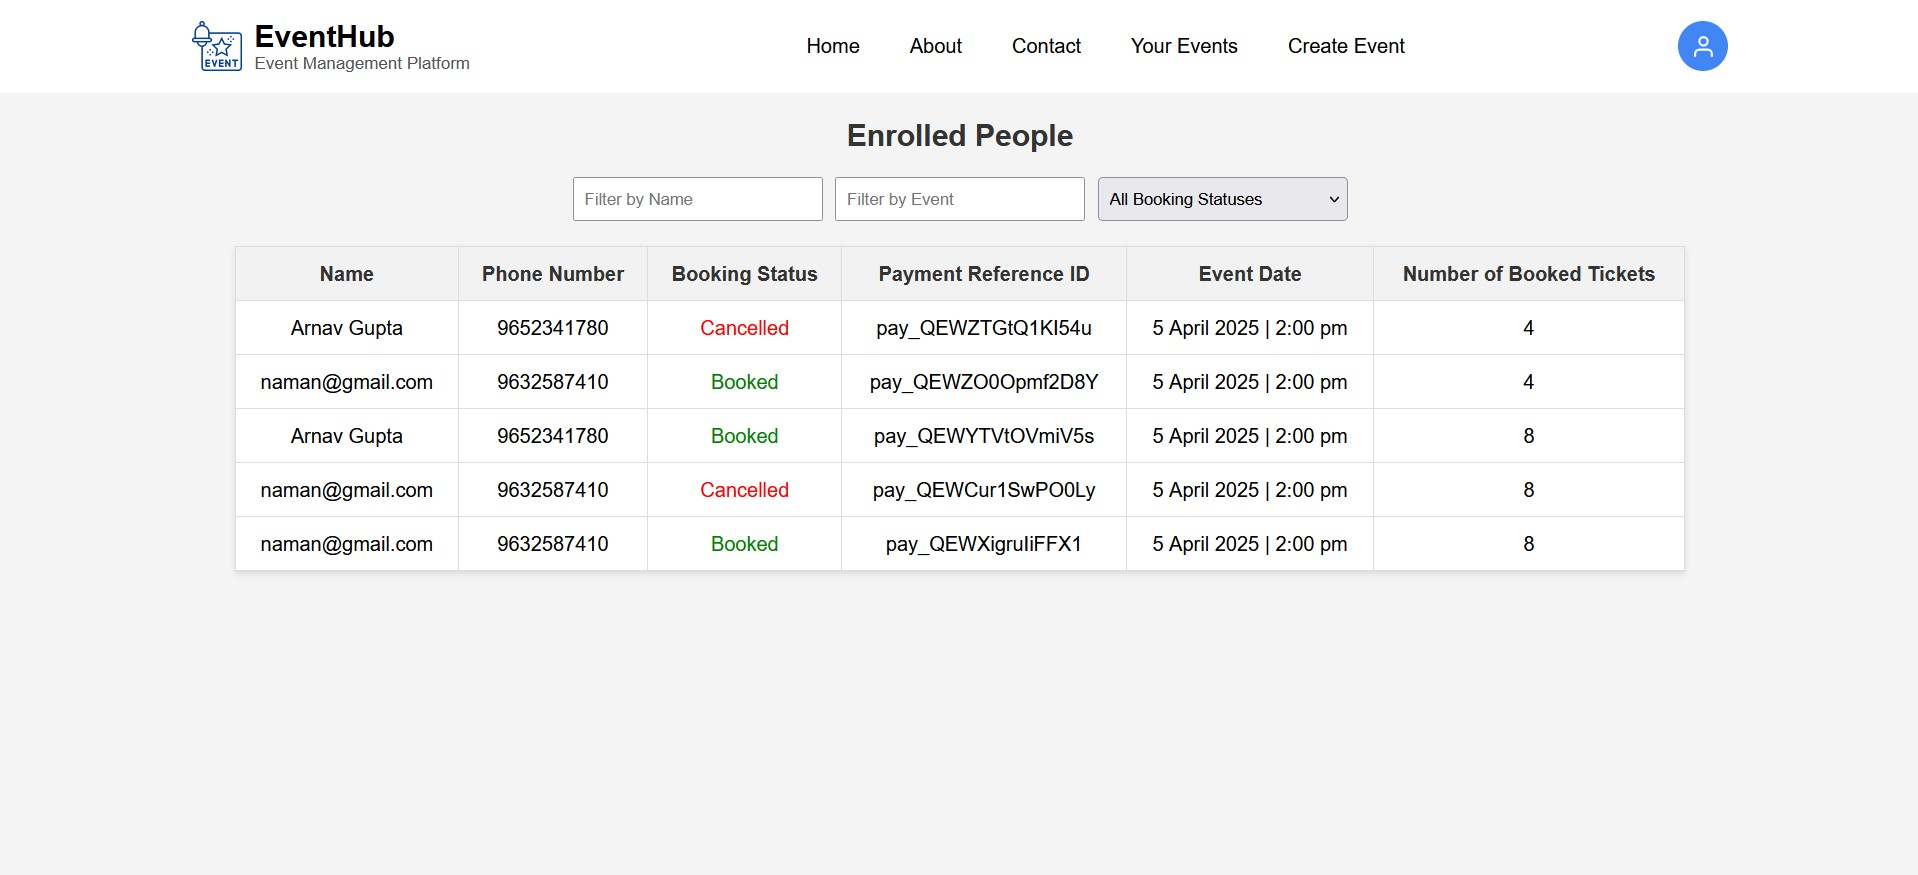 EVENT
EventHub
Event Management Platform
Home About Contact Your Events Create Event
Enrolled People
Filter by Name Filter by Event All Booking Statuses
Name Phone Number Booking Status Payment Reference ID Event Date Number of Booked Tickets
Arnav Gupta 9652341780 Cancelled pay_QEWZTGtQ1KI54u 5 April 2025 | 2:00 pm 4
naman@gmail.com 9632587410 Booked pay_QEWZO0Opmf2D8Y 5 April 2025 | 2:00 pm 4
Arnav Gupta 9652341780 Booked pay_QEWYTVtOVmiV5s 5 April 2025 | 2:00 pm 8
naman@gmail.com 9632587410 Cancelled pay_QEWCur1SwPO0Ly 5 April 2025 | 2:00 pm 8
naman@gmail.com 9632587410 Booked pay_QEWXigruIiFFX1 5 April 2025 | 2:00 pm 8